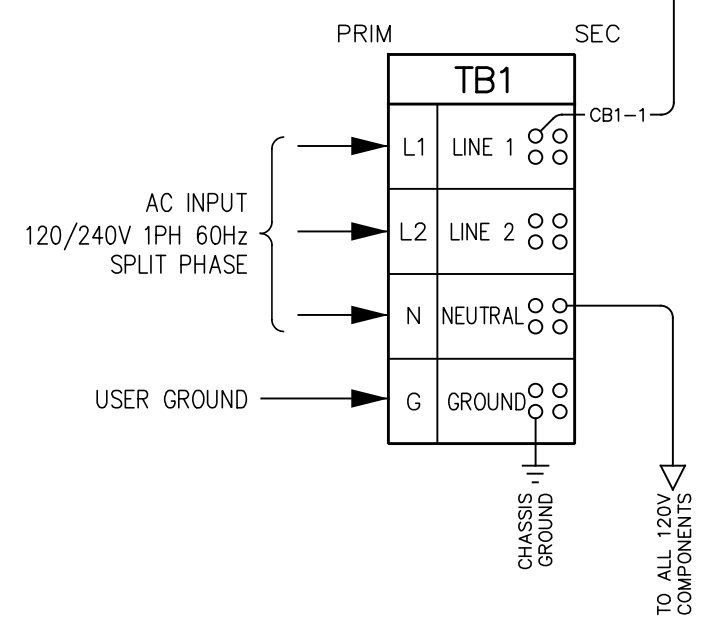 PRIM
SEC
TB1
CB1-1
L1 LINE 1
AC INPUT
120/240V 1PH 60Hz
SPLIT PHASE
L2 LINE 2
N NEUTRAL
USER GROUND
G GROUND
CHASSIS
GROUND
TO ALL 120V
COMPONENTS